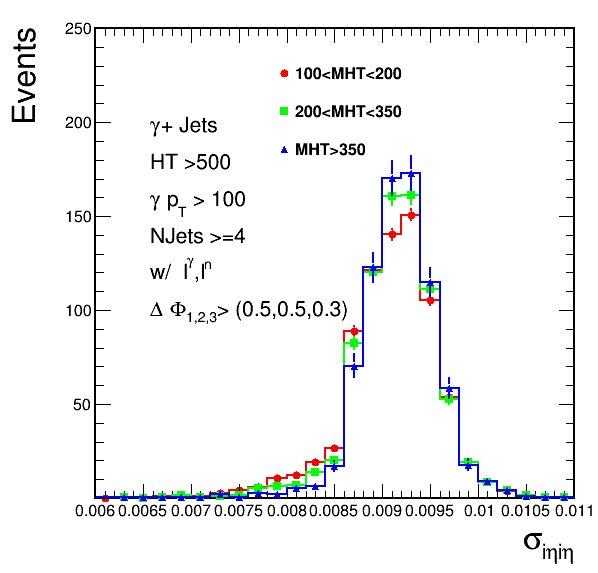 Events
250
200
150
100
50
100<MHT<200
200<MHT<350
MHT>350
γ+ Jets
HT >500
γ p_T > 100
NJets >=4
w/ I^γ,I^n
Δ Φ_1,2,3> (0.5,0.5,0.3)
0.006 0.0065 0.007 0.0075 0.008 0.0085 0.009 0.0095 0.01 0.0105 0.011
σ_iηiη